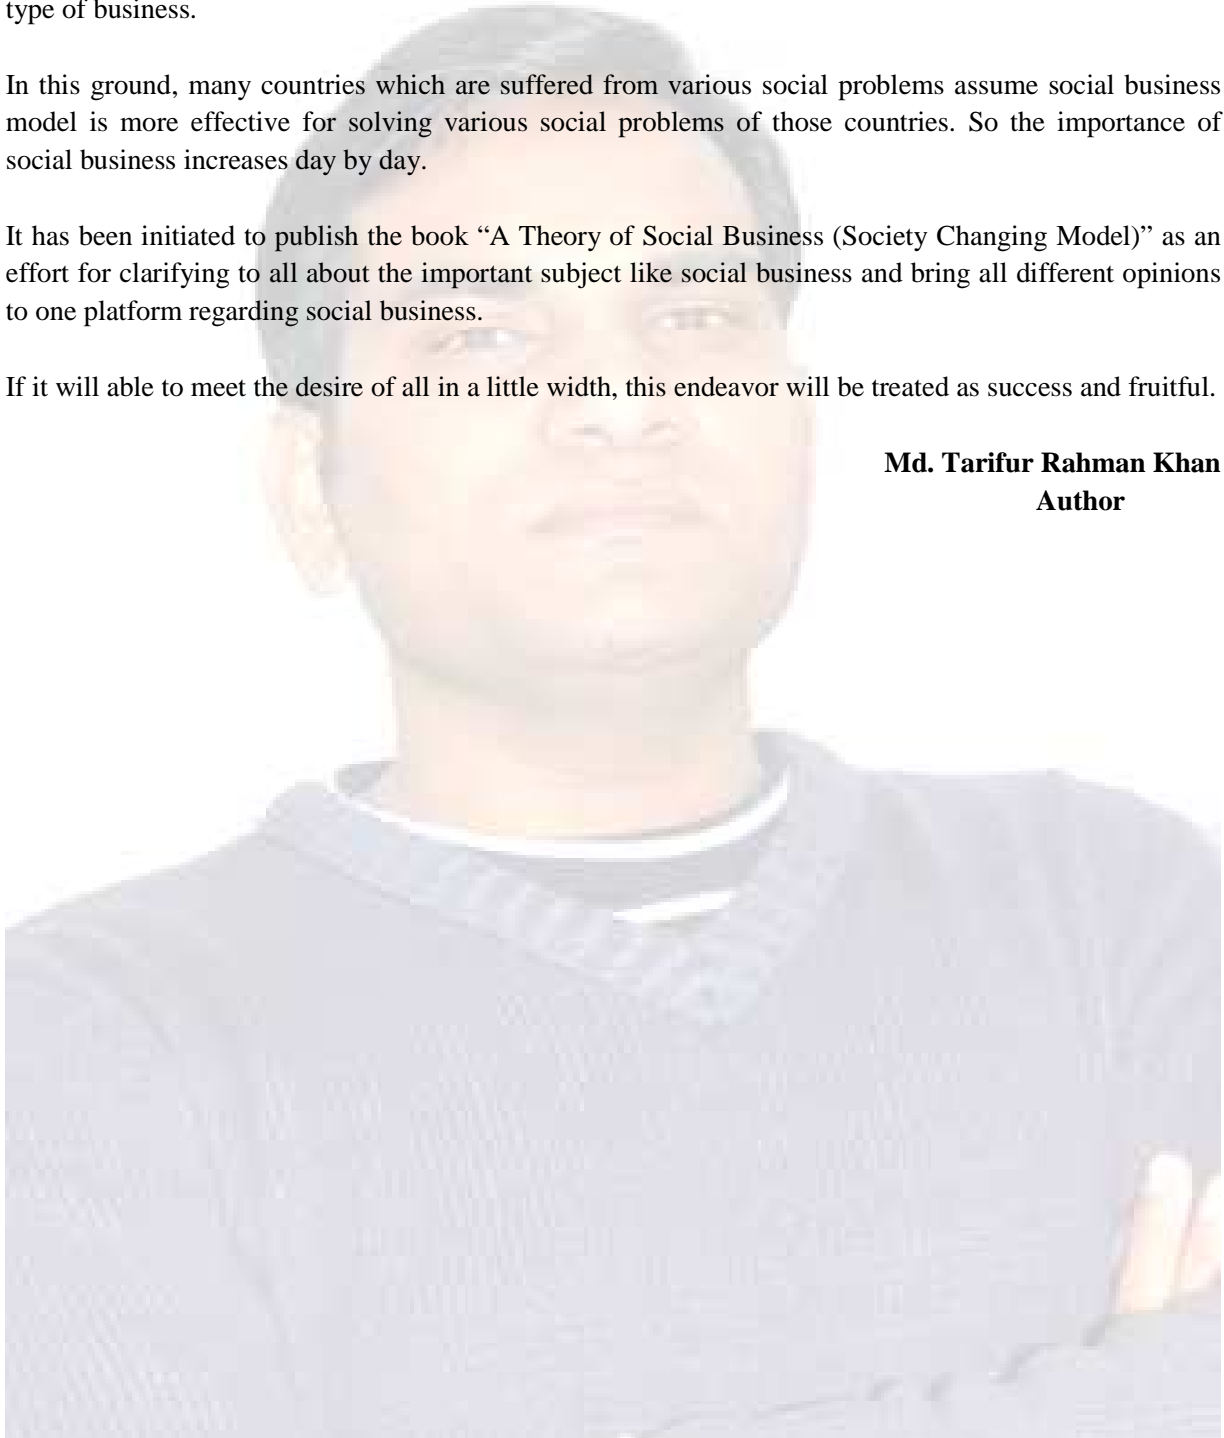 type of business.
In this ground, many countries which are suffered from various social problems assume social business
model is more effective for solving various social problems of those countries. So the importance of
social business increases day by day.
It has been initiated to publish the book “A Theory of Social Business (Society Changing Model)” as an
effort for clarifying to all about the important subject like social business and bring all different opinions
to one platform regarding social business.
If it will able to meet the desire of all in a little width, this endeavor will be treated as success and fruitful.
Md. Tarifur Rahman Khan
Author